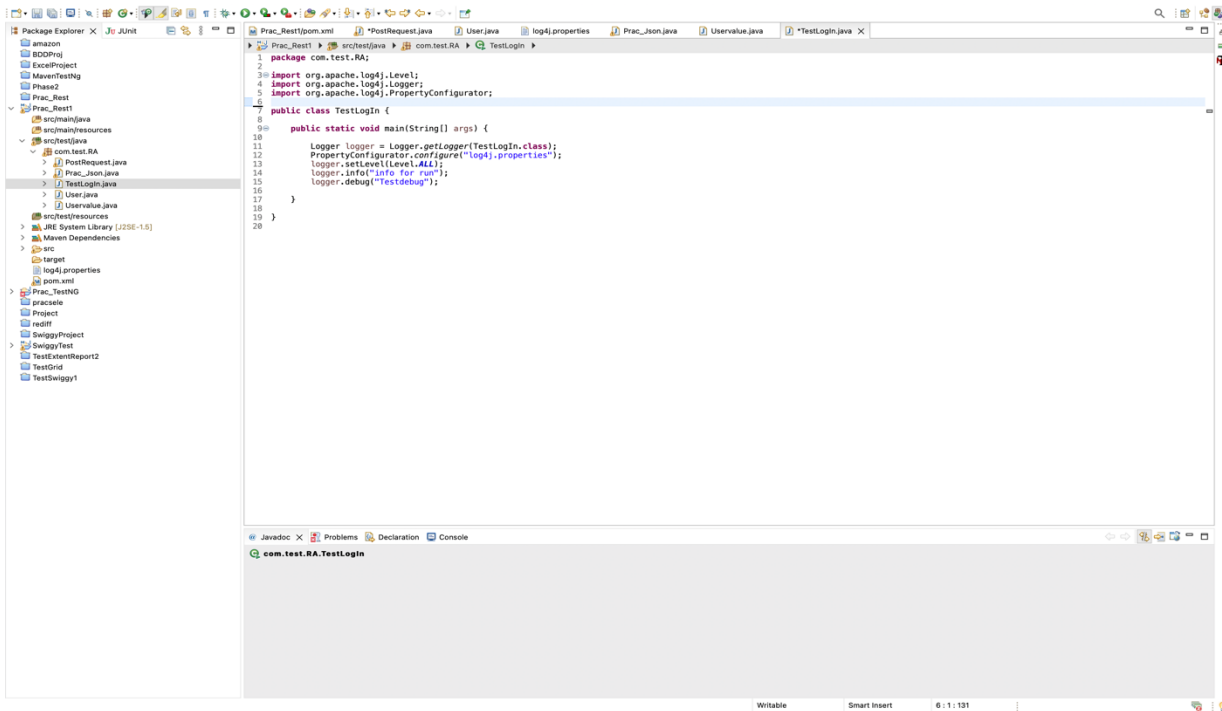 Package Explorer
JUnit
amazon
BDDProj
ExcelProject
MavenTestNg
Phase2
Prac_Rest
Prac_Rest1
src/main/java
src/main/resources
src/test/java
com.test.RA
PostRequest.java
Prac_Json.java
TestLogIn.java
User.java
Uservalue.java
src/test/resources
JRE System Library [J2SE-1.5]
Maven Dependencies
src
target
log4j.properties
pom.xml
Prac_TestNG
pracsele
Project
rediff
SwiggyProject
SwiggyTest
TestExtentReport2
TestGrid
TestSwiggy1
Prac_Rest1/pom.xml *PostRequest.java User.java log4j.properties Prac_Json.java Uservalue.java *TestLogIn.java
Prac_Rest1 src/test/java com.test.RA TestLogIn
1 package com.test.RA;
2
3 import org.apache.log4j.Level;
4 import org.apache.log4j.Logger;
5 import org.apache.log4j.PropertyConfigurator;
6
7 public class TestLogIn {
8
9 public static void main(String[] args) {
10
11 Logger logger = Logger.getLogger(TestLogIn.class);
12 PropertyConfigurator.configure("log4j.properties");
13 logger.setLevel(Level.ALL);
14 logger.info("info for run");
15 logger.debug("Testdebug");
16
17 }
18
19 }
20
Javadoc Problems Declaration Console
com.test.RA.TestLogIn
Writable Smart Insert 6 : 1 : 131